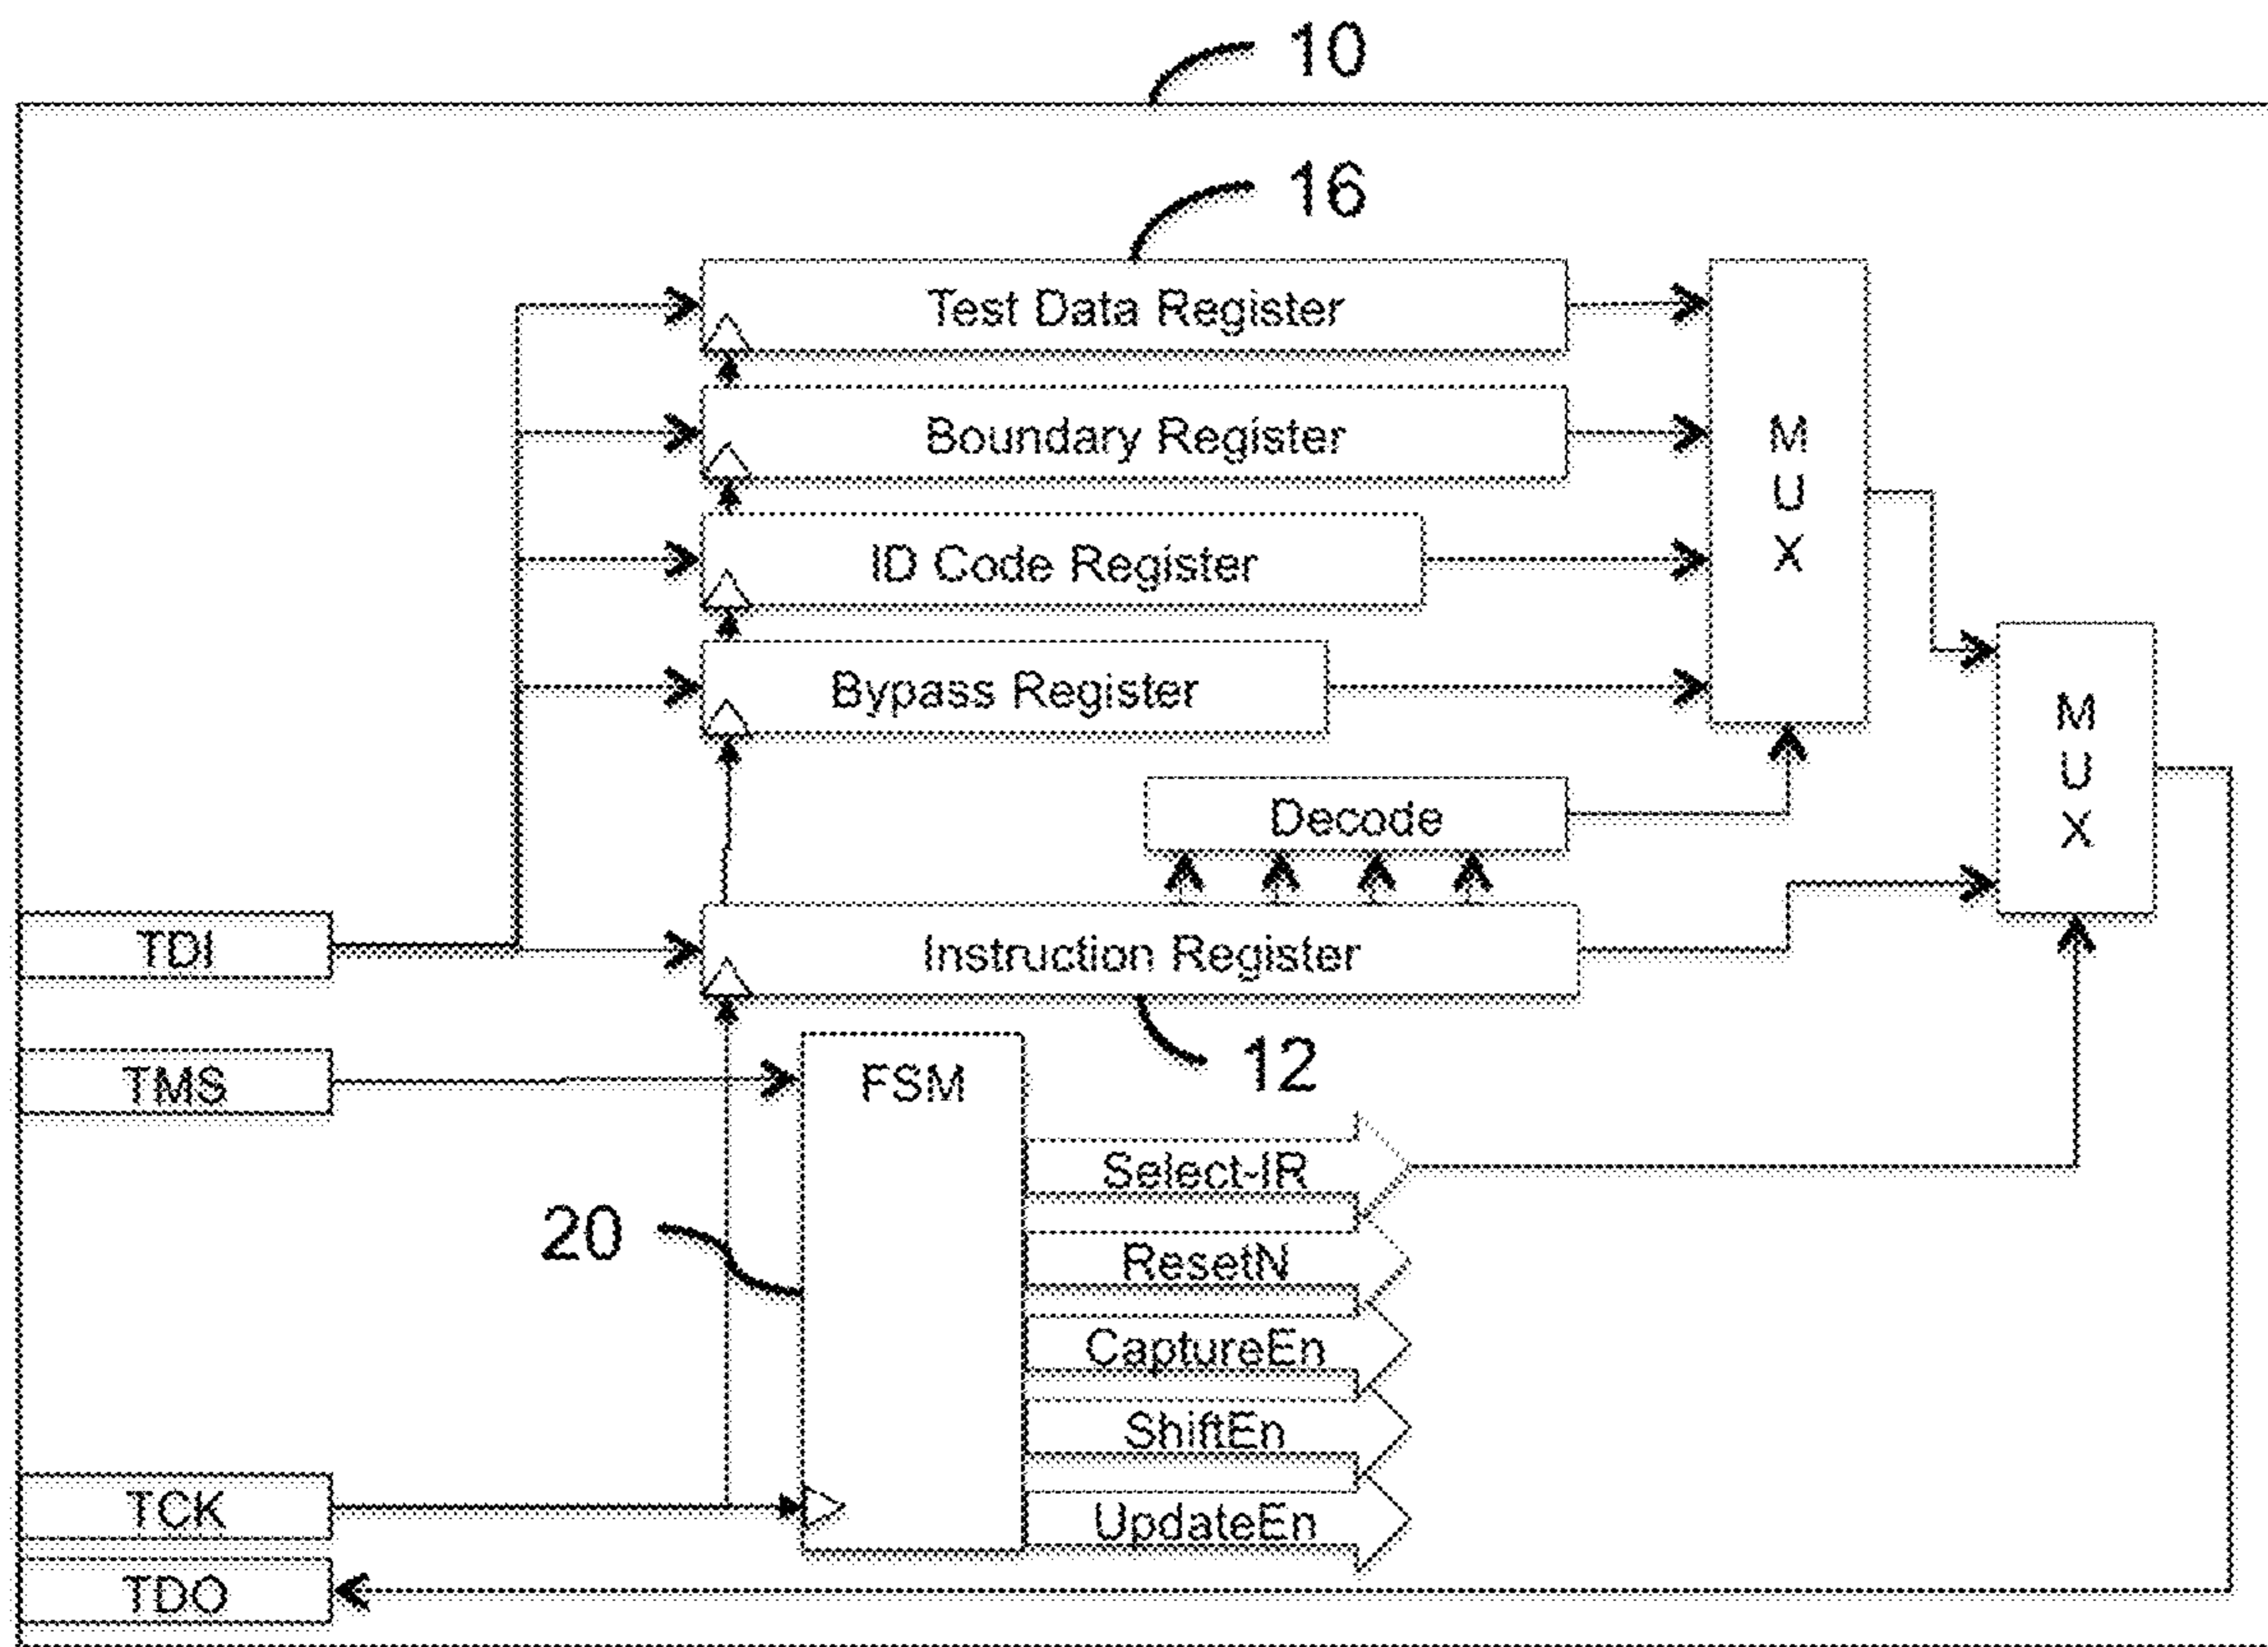 10
16
Test Data Register
Boundary Register
ID Code Register
Bypass Register
M
U
X
M
U
X
Decode
TDI
Instruction Register
12
TMS
FSM
Select-IR
20
ResetN
CaptureEn
ShiftEn
TCK
UpdateEn
TDO